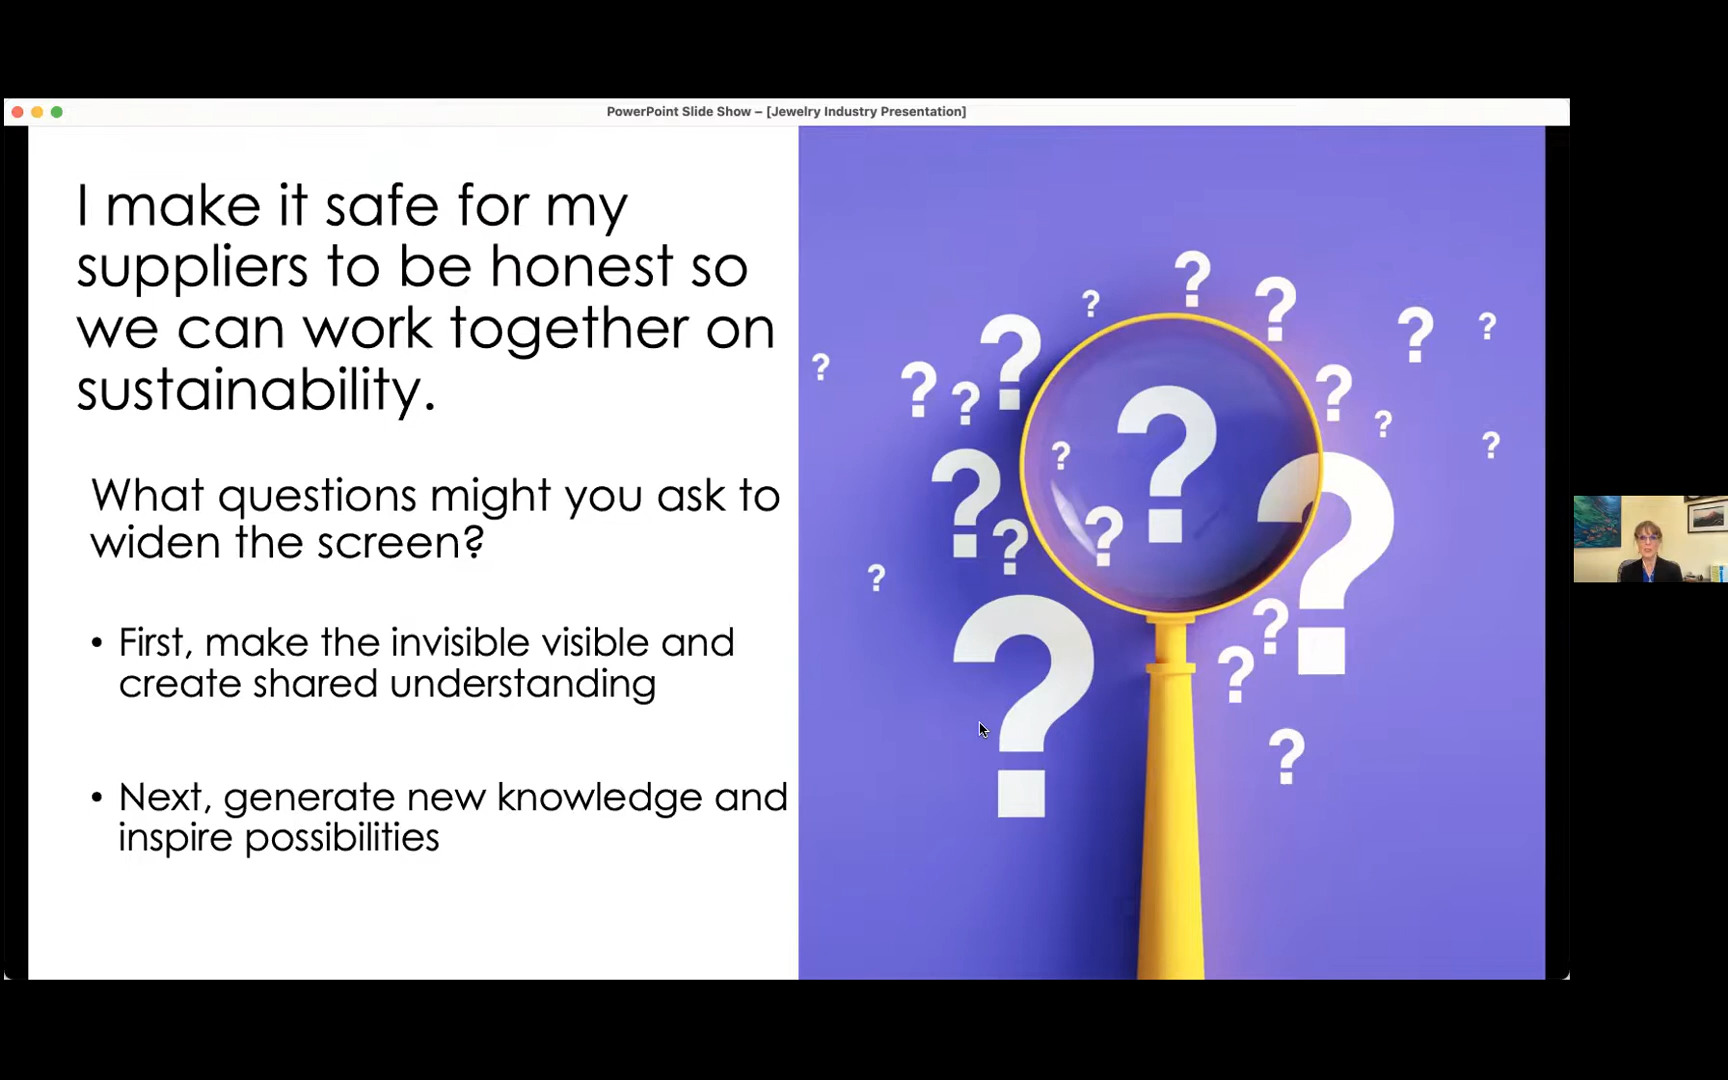 PowerPoint Slide Show – [Jewelry Industry Presentation]
I make it safe for my
suppliers to be honest so
we can work together on
sustainability.
What questions might you ask to
widen the screen?
• First, make the invisible visible and
create shared understanding
• Next, generate new knowledge and
inspire possibilities